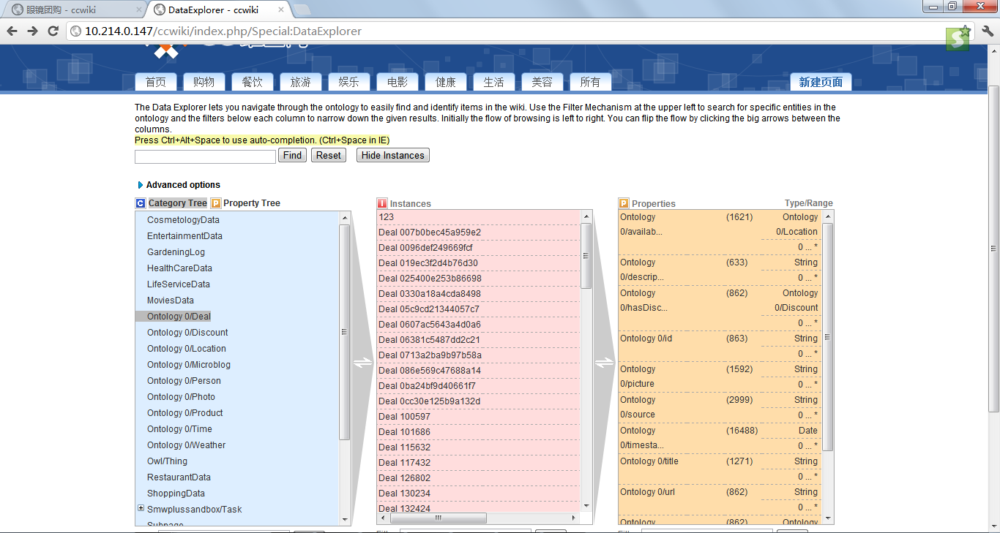 眼镜团购 - ccwiki
DataExplorer - ccwiki
10.214.0.147/ccwiki/index.php/Special:DataExplorer
首页 购物 餐饮 旅游 娱乐 电影 健康 生活 美容 所有 新建页面
The Data Explorer lets you navigate through the ontology to easily find and identify items in the wiki. Use the Filter Mechanism at the upper left to search for specific entities in the
ontology and the filters below each column to narrow down the given results. Initially the flow of browsing is left to right. You can flip the flow by clicking the big arrows between the
columns.
Press Ctrl+Alt+Space to use auto-completion. (Ctrl+Space in IE)
Find Reset Hide Instances
Advanced options
C Category Tree P Property Tree
CosmetologyData
EntertainmentData
GardeningLog
HealthCareData
LifeServiceData
MoviesData
Ontology 0/Deal
Ontology 0/Discount
Ontology 0/Location
Ontology 0/Microblog
Ontology 0/Person
Ontology 0/Photo
Ontology 0/Product
Ontology 0/Time
Ontology 0/Weather
Owl/Thing
RestaurantData
ShoppingData
Smwplussandbox/Task
Subpage
I Instances
123
Deal 007b0bec45a959e2
Deal 0096def249669fcf
Deal 019ec3f2d4b76d30
Deal 025400e253b86698
Deal 0330a18a4cda8498
Deal 05c9cd21344057c7
Deal 0607ac5643a4d0a6
Deal 06381c5487dd2c21
Deal 0713a2ba9b97b58a
Deal 086e569c47688a14
Deal 0ba24bf9d40661f7
Deal 0cc30e125b9a132d
Deal 100597
Deal 101686
Deal 115632
Deal 117432
Deal 126802
Deal 130234
Deal 132424
P Properties Type/Range
Ontology (1621) Ontology
0/availab... 0/Location
0 ... *
Ontology (633) String
0/descrip... 0 ... *
Ontology (862) Ontology
0/hasDisc... 0/Discount
0 ... *
Ontology 0/id (863) String
0 ... *
Ontology (1592) String
0/picture 0 ... *
Ontology (2999) String
0/source 0 ... *
Ontology (16488) Date
0/timesta... 0 ... *
Ontology 0/title (1271) String
0 ... *
Ontology 0/url (862) String
0 ... *
Ontology (862) Ontology